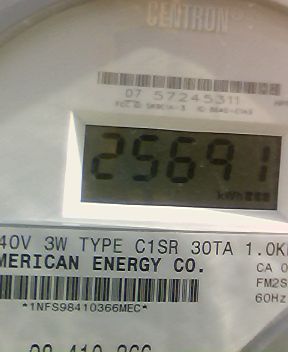 CENTRON®
07 57245311
25691
kWh
40V 3W TYPE C1SR 30TA 1.0K
MERICAN ENERGY CO.
CA 0
FM2S
60Hz
*1NFS98410366MEC*